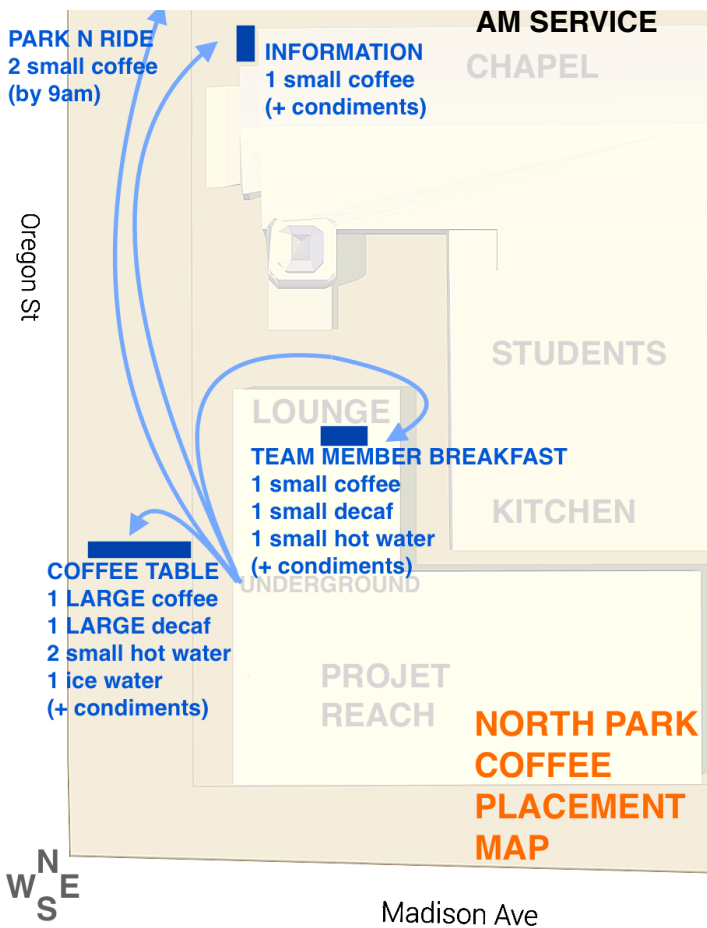 AM SERVICE
PARK N RIDE
2 small coffee
(by 9am)
INFORMATION
1 small coffee
(+ condiments)
CHAPEL
Oregon St
STUDENTS
LOUNGE
TEAM MEMBER BREAKFAST
1 small coffee
1 small decaf
1 small hot water
(+ condiments)
KITCHEN
COFFEE TABLE
1 LARGE coffee
1 LARGE decaf
2 small hot water
1 ice water
(+ condiments)
UNDERGROUND
PROJET
REACH
NORTH PARK
COFFEE
PLACEMENT
MAP
N
W E
S
Madison Ave